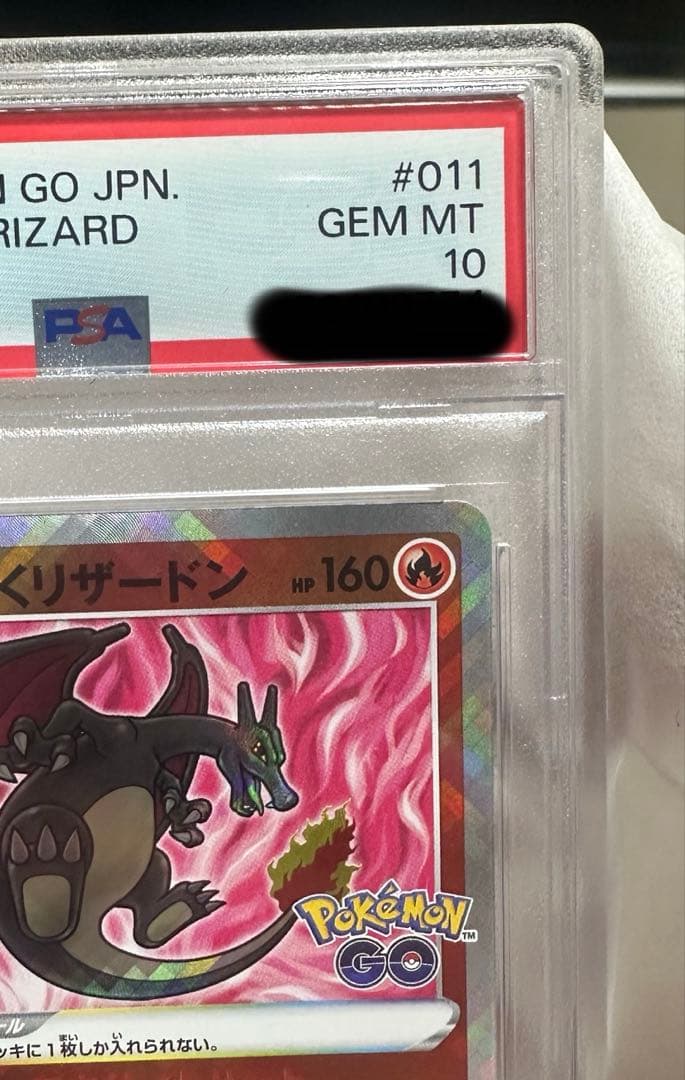 N GO JPN. #011
RIZARD GEM MT
10
PSA
くリザードン HP 160
Pokémon™
GO
ール
ッキに1枚しか入れられない。